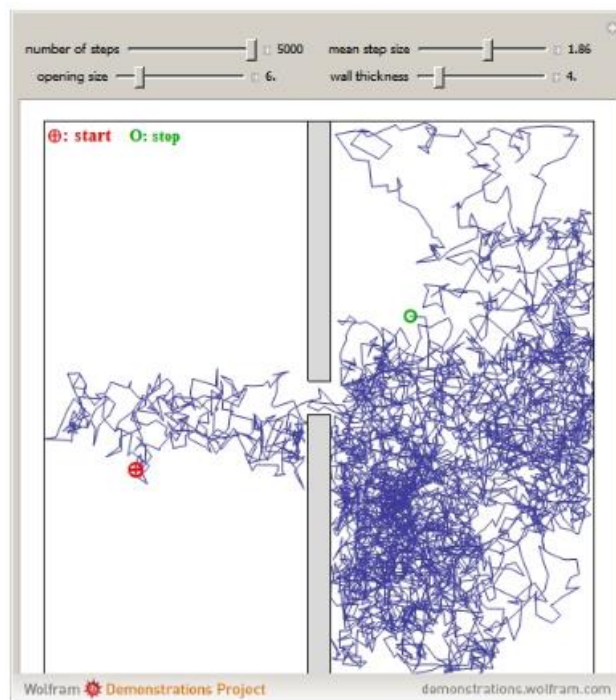 number of steps 5000 mean step size 1.86
opening size 6. wall thickness 4.
⊕: start O: stop
Wolfram Demonstrations Project demonstrations.wolfram.com